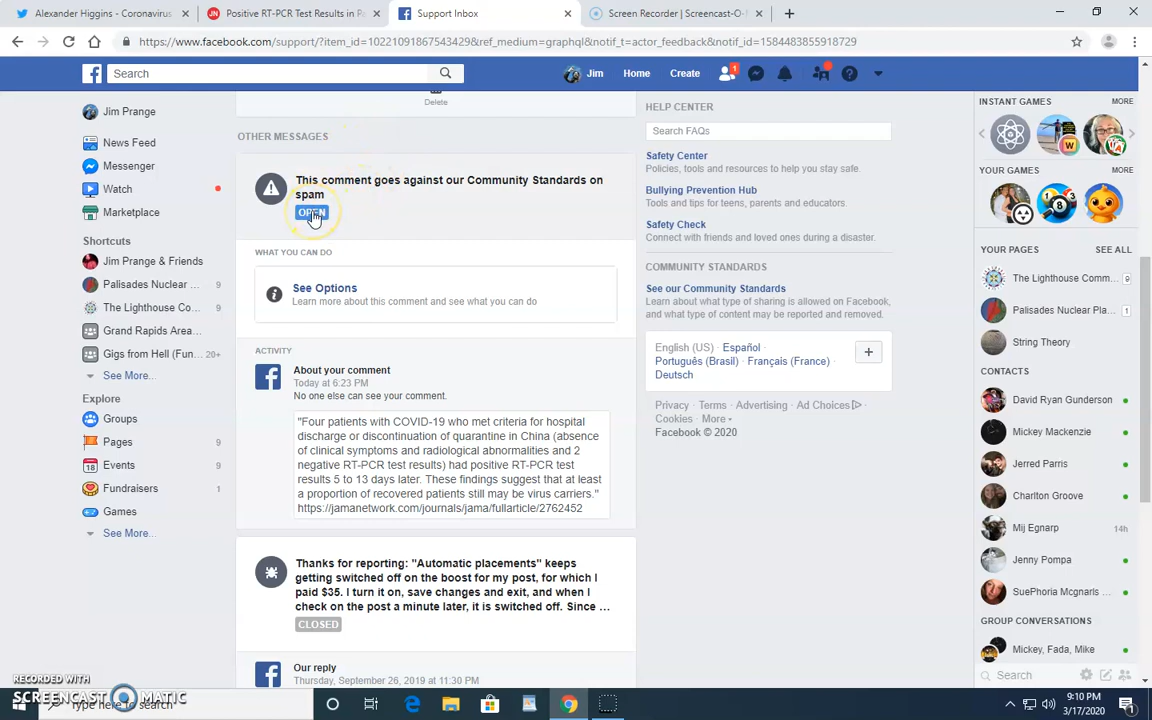 Alexander Higgins - Coronavirus
Positive RT-PCR Test Results in Pa
Support Inbox
Screen Recorder | Screencast-O-M
https://www.facebook.com/support/?item_id=10221091867543429&ref_medium=graphql&notif_t=actor_feedback&notif_id=1584483855918729
Search
Jim
Home
Create
1
Jim Prange
News Feed
Messenger
Watch
Marketplace
Shortcuts
Jim Prange & Friends
Palisades Nuclear ... 9
The Lighthouse Co... 9
Grand Rapids Area...
Gigs from Hell (Fun... 20+
See More...
Explore
Groups
Pages 9
Events 9
Fundraisers 1
Games
See More...
Delete
OTHER MESSAGES
This comment goes against our Community Standards on
spam
OPEN
WHAT YOU CAN DO
See Options
Learn more about this comment and see what you can do
ACTIVITY
About your comment
Today at 6:23 PM
No one else can see your comment.
"Four patients with COVID-19 who met criteria for hospital
discharge or discontinuation of quarantine in China (absence
of clinical symptoms and radiological abnormalities and 2
negative RT-PCR test results) had positive RT-PCR test
results 5 to 13 days later. These findings suggest that at least
a proportion of recovered patients still may be virus carriers."
https://jamanetwork.com/journals/jama/fullarticle/2762452
Thanks for reporting: "Automatic placements" keeps
getting switched off on the boost for my post, for which I
paid $35. I turn it on, save changes and exit, and when I
check on the post a minute later, it is switched off. Since ...
CLOSED
Our reply
Thursday, September 26, 2019 at 11:30 PM
HELP CENTER
Search FAQs
Safety Center
Policies, tools and resources to help you stay safe.
Bullying Prevention Hub
Tools and tips for teens, parents and educators.
Safety Check
Connect with friends and loved ones during a disaster.
COMMUNITY STANDARDS
See our Community Standards
Learn about what type of sharing is allowed on Facebook,
and what type of content may be reported and removed.
English (US) · Español ·
Português (Brasil) · Français (France) ·
Deutsch
Privacy · Terms · Advertising · Ad Choices ·
Cookies · More
Facebook © 2020
INSTANT GAMES MORE
YOUR GAMES MORE
YOUR PAGES SEE ALL
The Lighthouse Comm... 9
Palisades Nuclear Pla... 1
String Theory
CONTACTS
David Ryan Gunderson
Mickey Mackenzie
Jerred Parris
Charlton Groove
Mij Egnarp 14h
Jenny Pompa
SuePhoria Mcgnarls ...
GROUP CONVERSATIONS
Mickey, Fada, Mike
Search
RECORDED WITH
SCREENCAST MATIC
Type here to search
9:10 PM
3/17/2020
1